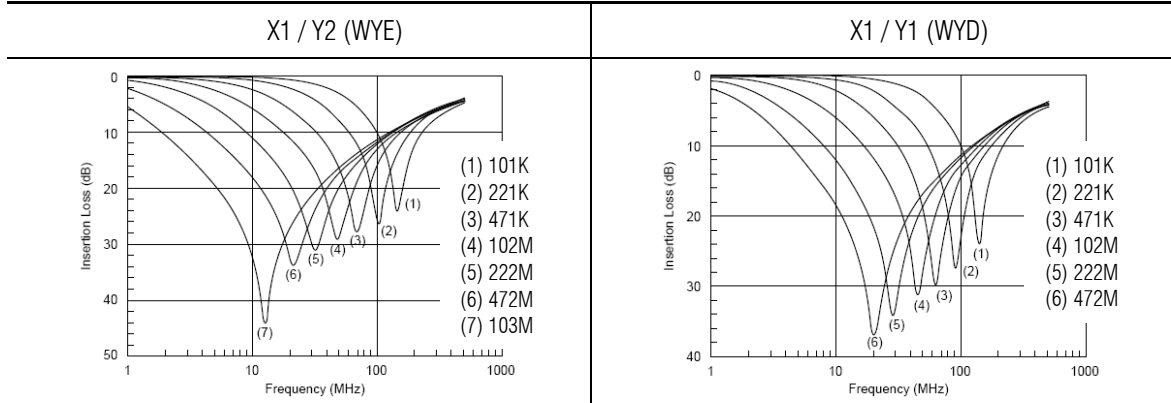 X1 / Y2 (WYE)
0
10
20
30
40
50
Insertion Loss (dB)
1
10
100
1000
Frequency (MHz)
(1)
(2)
(3)
(4)
(5)
(6)
(7)
(1) 101K
(2) 221K
(3) 471K
(4) 102M
(5) 222M
(6) 472M
(7) 103M
X1 / Y1 (WYD)
0
10
20
30
40
Insertion Loss (dB)
1
10
100
1000
Frequency (MHz)
(1)
(2)
(3)
(4)
(5)
(6)
(1) 101K
(2) 221K
(3) 471K
(4) 102M
(5) 222M
(6) 472M